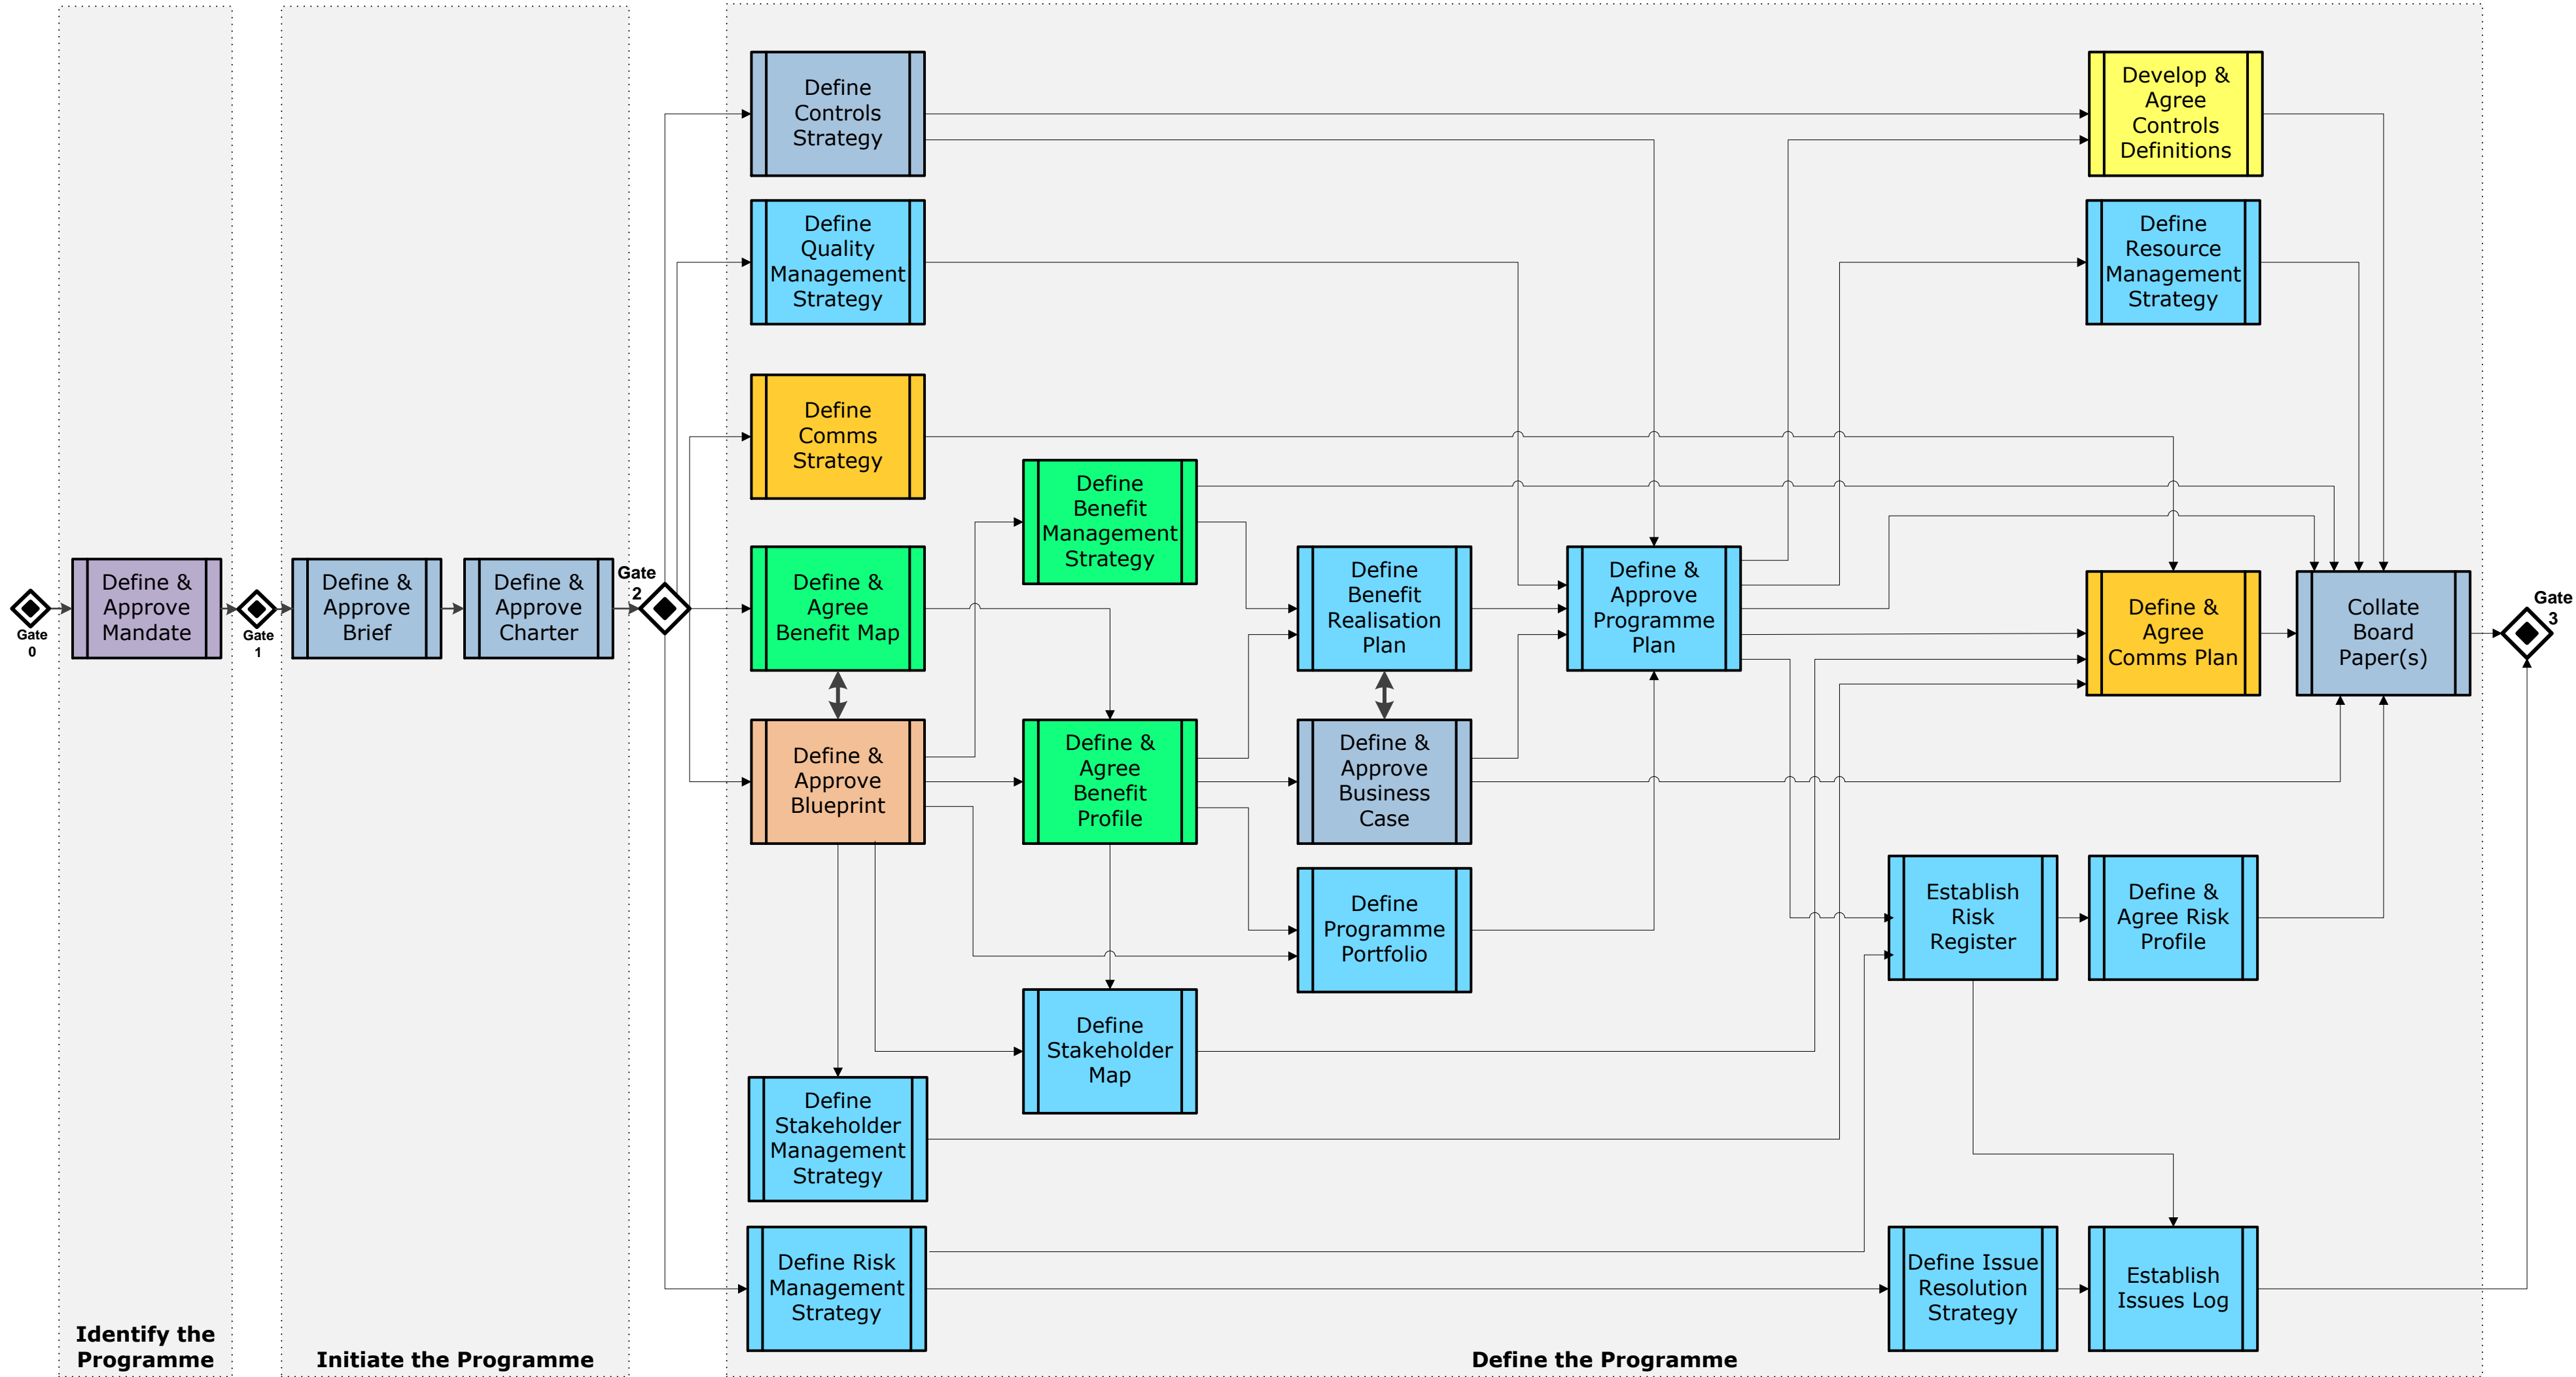 Gate
0
Define &
Approve
Mandate
Identify the
Programme
Gate
1
Define &
Approve
Brief
Define &
Approve
Charter
Initiate the Programme
Gate
2
Define
Controls
Strategy
Define
Quality
Management
Strategy
Define
Comms
Strategy
Define &
Agree
Benefit Map
Define &
Approve
Blueprint
Define
Stakeholder
Management
Strategy
Define Risk
Management
Strategy
Define
Benefit
Management
Strategy
Define &
Agree
Benefit
Profile
Define
Stakeholder
Map
Define
Benefit
Realisation
Plan
Define &
Approve
Business
Case
Define
Programme
Portfolio
Define &
Approve
Programme
Plan
Develop &
Agree
Controls
Definitions
Define
Resource
Management
Strategy
Define &
Agree
Comms Plan
Collate
Board
Paper(s)
Establish
Risk
Register
Define &
Agree Risk
Profile
Define Issue
Resolution
Strategy
Establish
Issues Log
Define the Programme
Gate
3